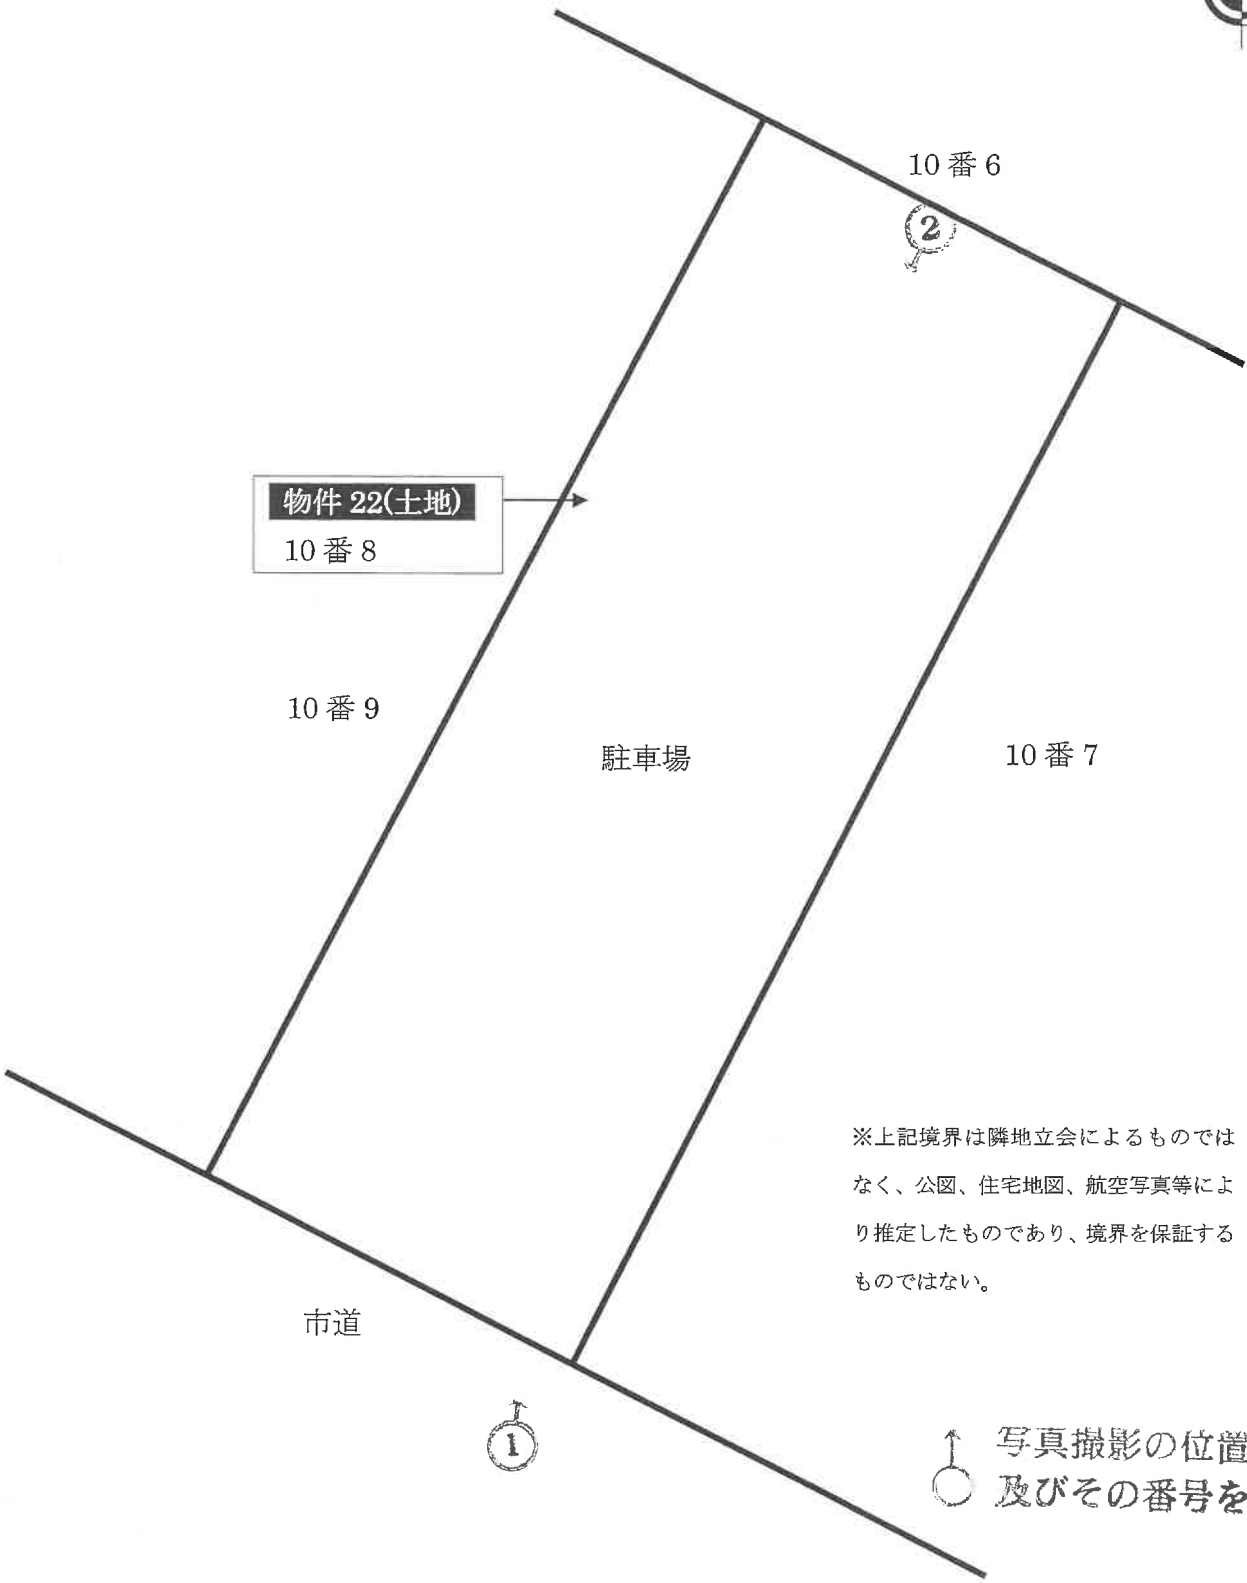 10番6
②
物件 22(土地)
10番8
10番9
駐車場
10番7
※上記境界は隣地立会によるものでは
なく、公図、住宅地図、航空写真等によ
り推定したものであり、境界を保証する
ものではない。
市道
①
写真撮影の位置
及びその番号を